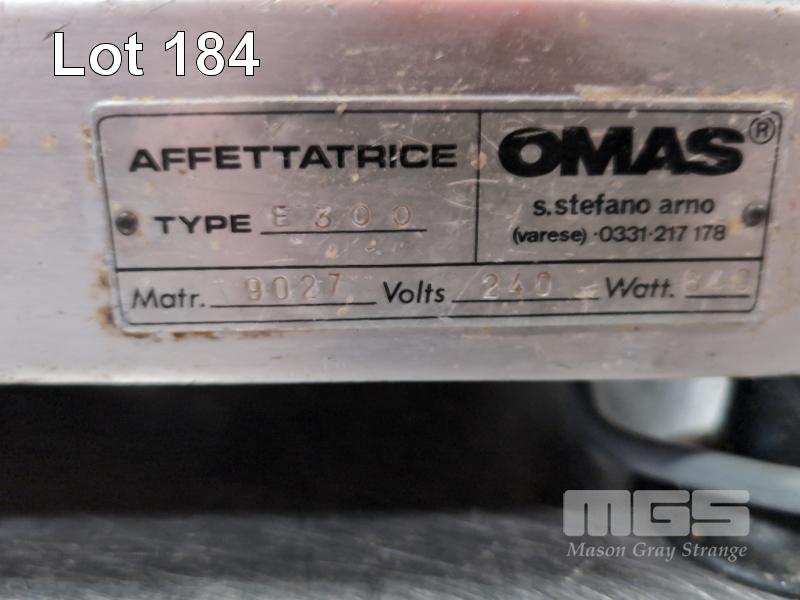 Lot 184
AFFETTATRICE
TYPE E 300
OMAS®
s.stefano arno
(varese)·0331·217 178
Matr. 9027 Volts 240 Watt.
MGS
Mason Gray Strange